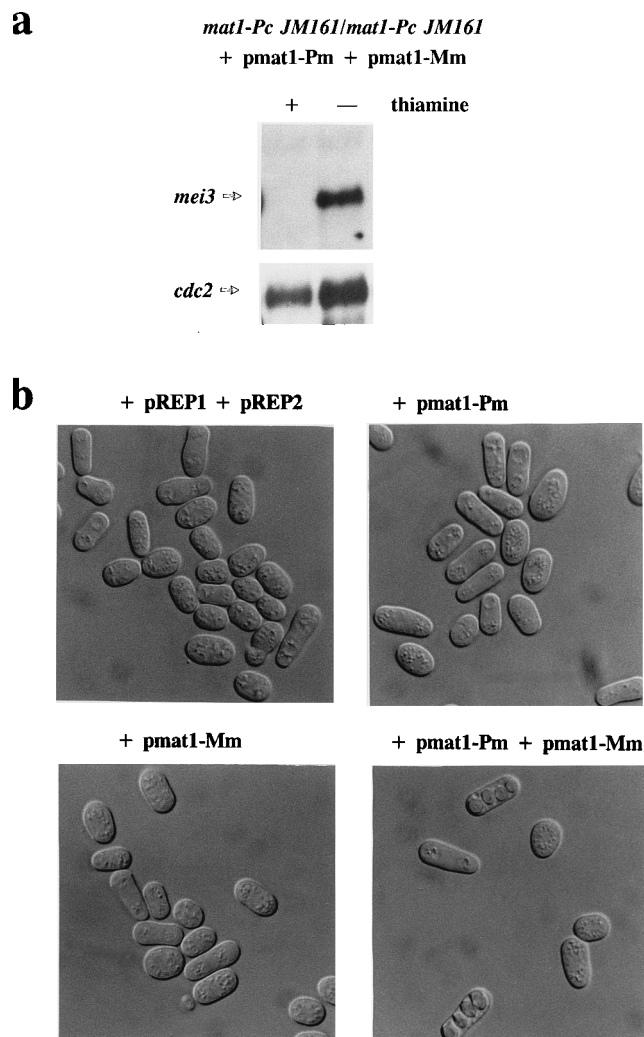 a
mat1-Pc JM161/mat1-Pc JM161
+ pmat1-Pm + pmat1-Mm
+ — thiamine
mei3
cdc2
b
+ pREP1 + pREP2
+ pmat1-Pm
+ pmat1-Mm
+ pmat1-Pm + pmat1-Mm